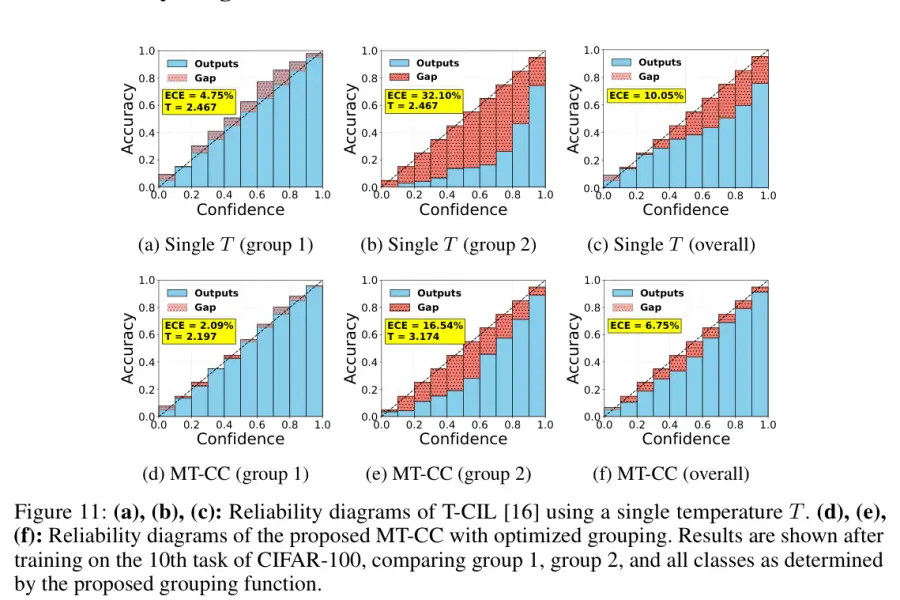 1.0
0.8
0.6
0.4
0.2
0.0
Accuracy
Outputs
Gap
ECE = 4.75%
T = 2.467
0.0 0.2 0.4 0.6 0.8 1.0
Confidence
(a) Single T (group 1)
1.0
0.8
0.6
0.4
0.2
0.0
Accuracy
Outputs
Gap
ECE = 32.10%
T = 2.467
0.0 0.2 0.4 0.6 0.8 1.0
Confidence
(b) Single T (group 2)
1.0
0.8
0.6
0.4
0.2
0.0
Accuracy
Outputs
Gap
ECE = 10.05%
0.0 0.2 0.4 0.6 0.8 1.0
Confidence
(c) Single T (overall)
1.0
0.8
0.6
0.4
0.2
0.0
Accuracy
Outputs
Gap
ECE = 2.09%
T = 2.197
0.0 0.2 0.4 0.6 0.8 1.0
Confidence
(d) MT-CC (group 1)
1.0
0.8
0.6
0.4
0.2
0.0
Accuracy
Outputs
Gap
ECE = 16.54%
T = 3.174
0.0 0.2 0.4 0.6 0.8 1.0
Confidence
(e) MT-CC (group 2)
1.0
0.8
0.6
0.4
0.2
0.0
Accuracy
Outputs
Gap
ECE = 6.75%
0.0 0.2 0.4 0.6 0.8 1.0
Confidence
(f) MT-CC (overall)
Figure 11: (a), (b), (c): Reliability diagrams of T-CIL [16] using a single temperature T. (d), (e),
(f): Reliability diagrams of the proposed MT-CC with optimized grouping. Results are shown after
training on the 10th task of CIFAR-100, comparing group 1, group 2, and all classes as determined
by the proposed grouping function.